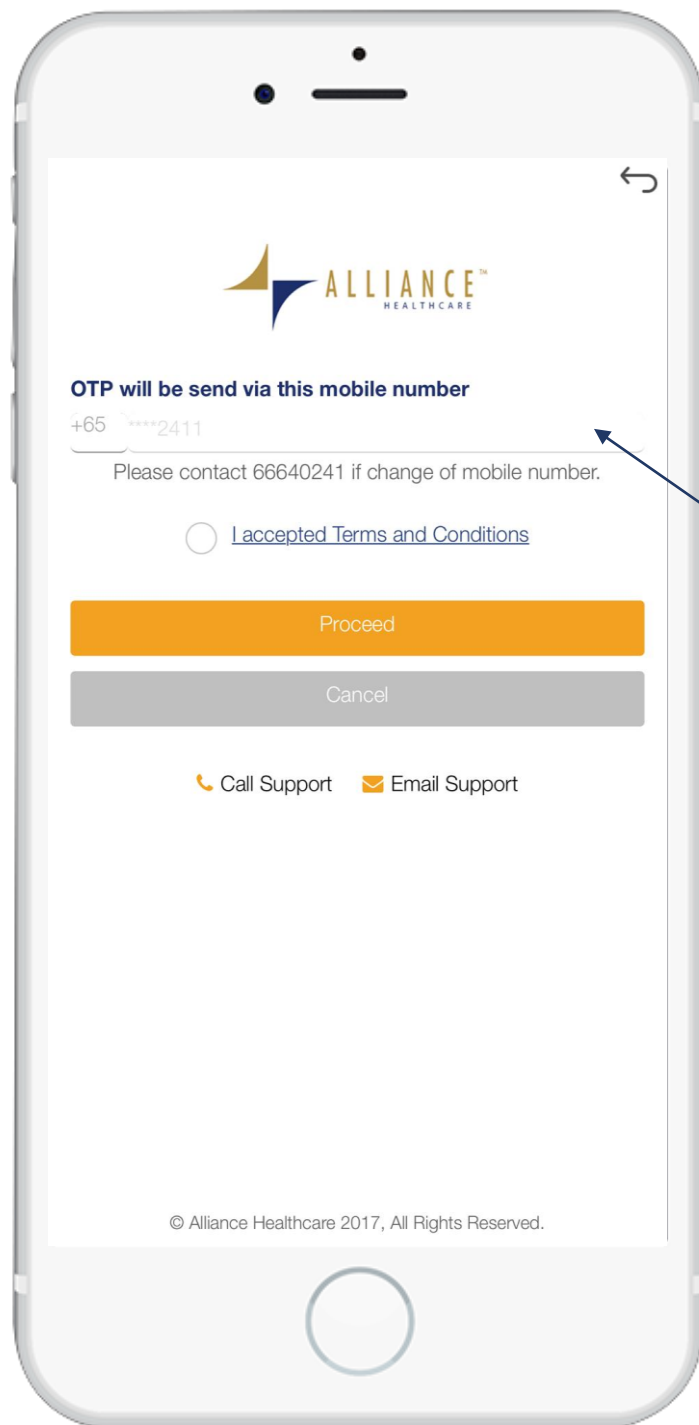 ALLIANCE™
HEALTHCARE
OTP will be send via this mobile number
+65 ****2411
Please contact 66640241 if change of mobile number.
I accepted Terms and Conditions
Proceed
Cancel
Call Support Email Support
© Alliance Healthcare 2017, All Rights Reserved.